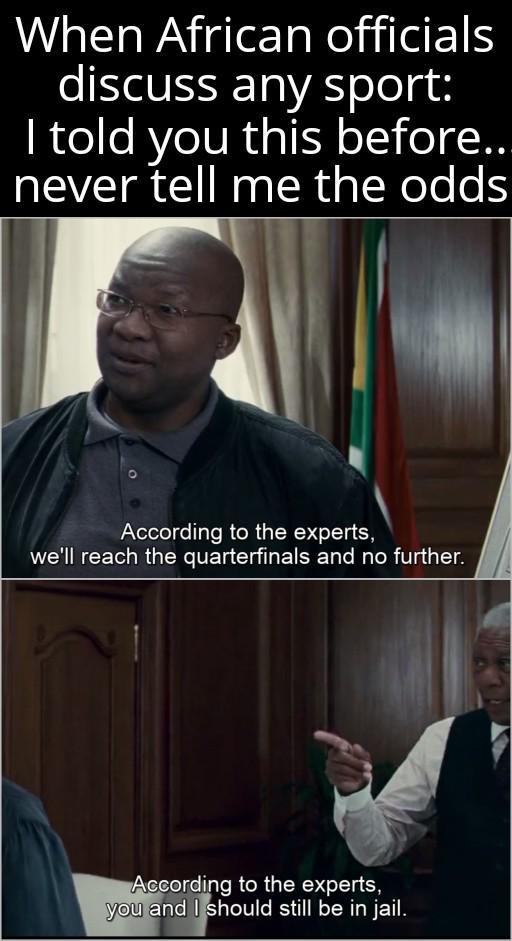 When African officials
discuss any sport:
I told you this before..
never tell me the odds
According to the experts,
we'll reach the quarterfinals and no further.
According to the experts,
you and I should still be in jail.